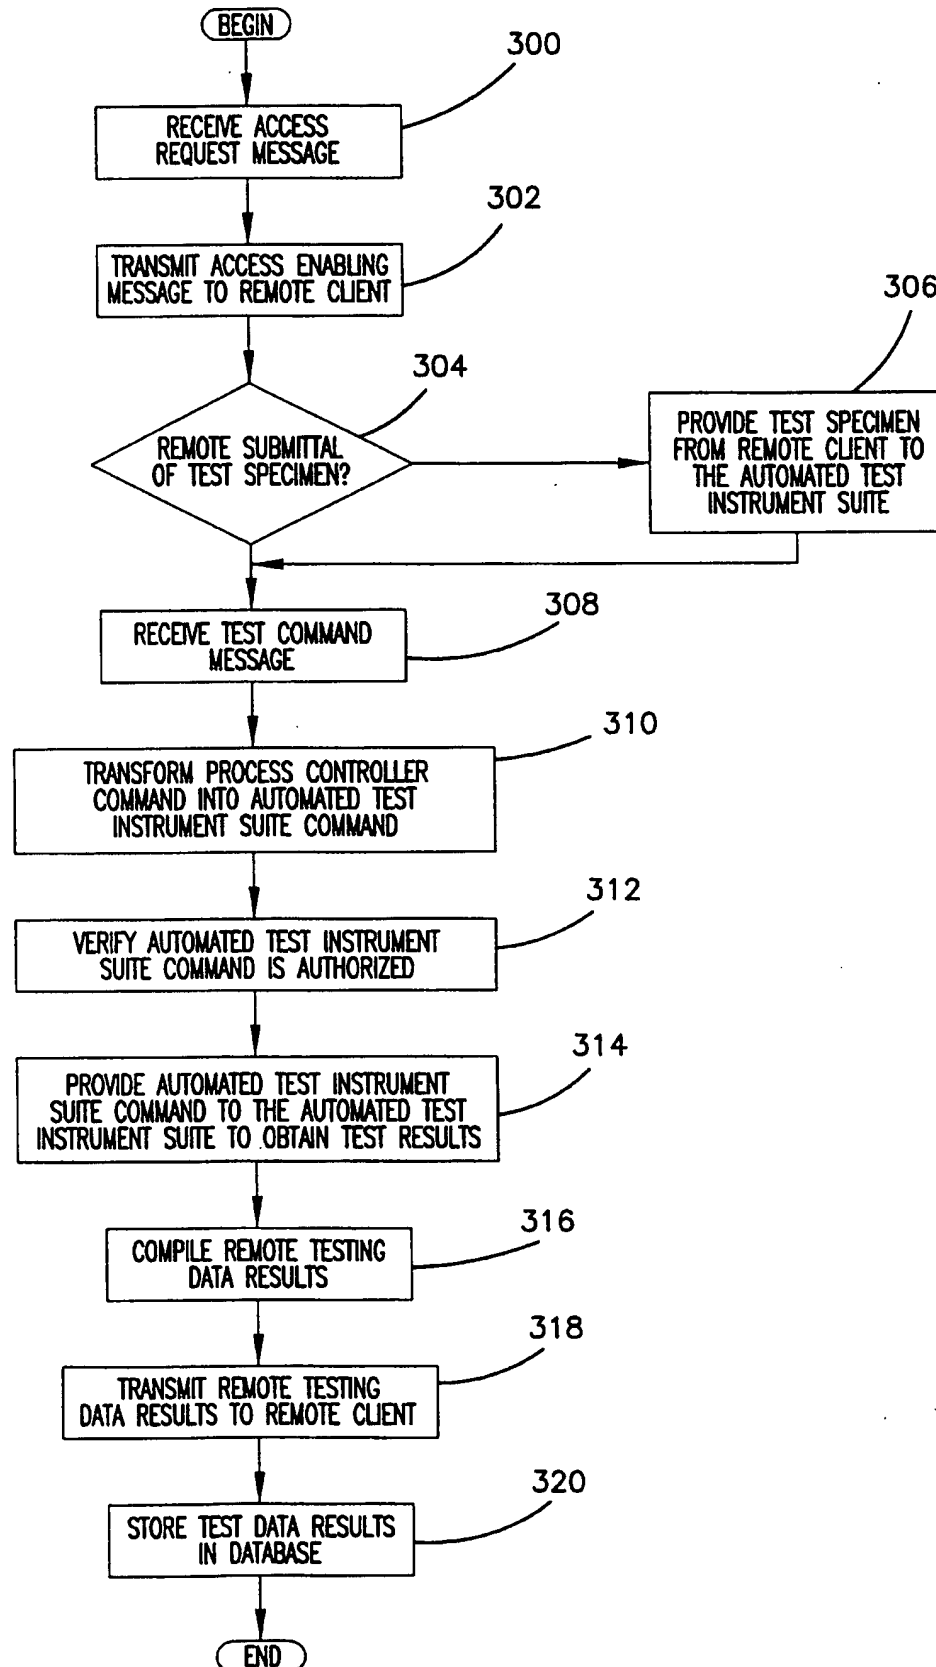 BEGIN
300
RECEIVE ACCESS
REQUEST MESSAGE
302
TRANSMIT ACCESS ENABLING
MESSAGE TO REMOTE CLIENT
304
REMOTE SUBMITTAL
OF TEST SPECIMEN?
306
PROVIDE TEST SPECIMEN
FROM REMOTE CLIENT TO
THE AUTOMATED TEST
INSTRUMENT SUITE
308
RECEIVE TEST COMMAND
MESSAGE
310
TRANSFORM PROCESS CONTROLLER
COMMAND INTO AUTOMATED TEST
INSTRUMENT SUITE COMMAND
312
VERIFY AUTOMATED TEST INSTRUMENT
SUITE COMMAND IS AUTHORIZED
314
PROVIDE AUTOMATED TEST INSTRUMENT
SUITE COMMAND TO THE AUTOMATED TEST
INSTRUMENT SUITE TO OBTAIN TEST RESULTS
316
COMPILE REMOTE TESTING
DATA RESULTS
318
TRANSMIT REMOTE TESTING
DATA RESULTS TO REMOTE CLIENT
320
STORE TEST DATA RESULTS
IN DATABASE
END